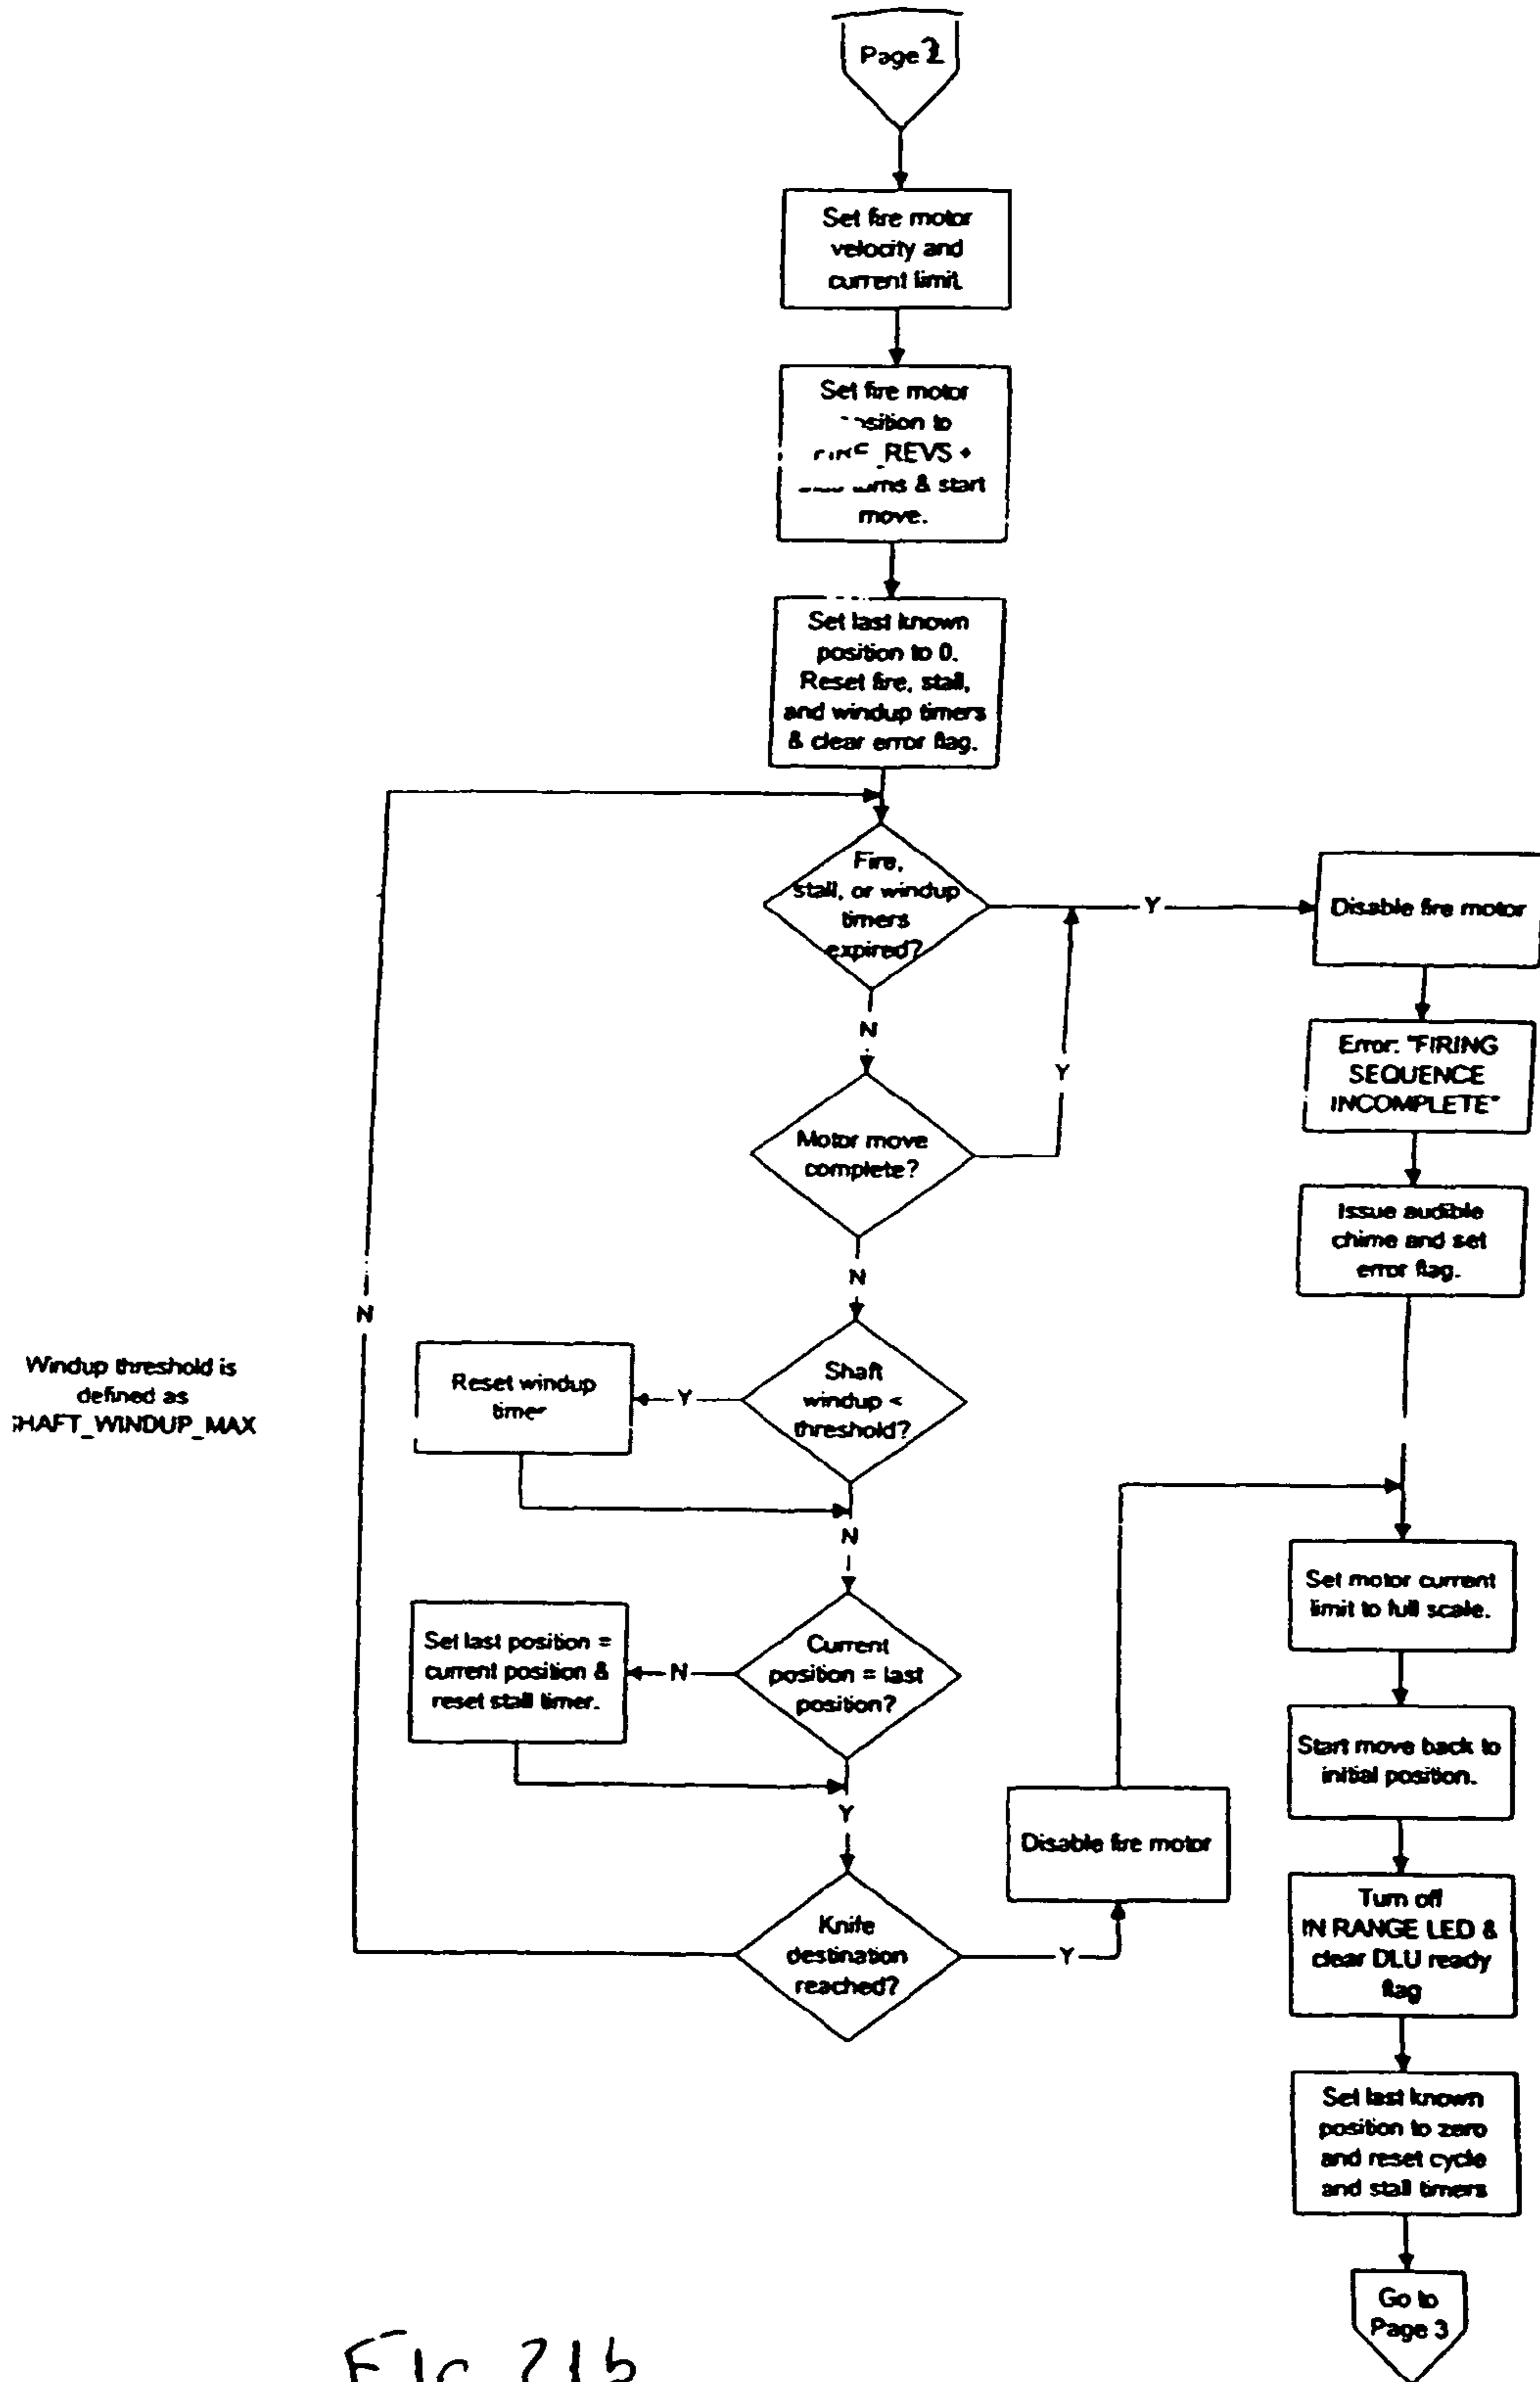 Page 2
Set fire motor
velocity and
current limit.
Set fire motor
to
_REVS +
& start
move.
Set last known
position to 0.
Reset fire, stall,
and windup timers
& clear error flag.
Fire,
stall, or windup
timers
expired?
Y
Disable fire motor
N
Y
Error: "FIRING
SEQUENCE
INCOMPLETE"
Motor move
complete?
Issue audible
chime and set
error flag.
N
N
Windup threshold is
defined as
SHAFT_WINDUP_MAX
Reset windup
timer
Y
Shaft
windup <
threshold?
N
Set motor current
limit to full scale.
Set last position =
current position &
reset stall timer.
N
Current
position = last
position?
Start move back to
initial position.
Y
Disable fire motor
Knife
destination
reached?
Y
Turn off
IN RANGE LED &
clear DLU ready
flag
Set last known
position to zero
and reset cycle
and stall timers
Go to
Page 3
FIG 21b